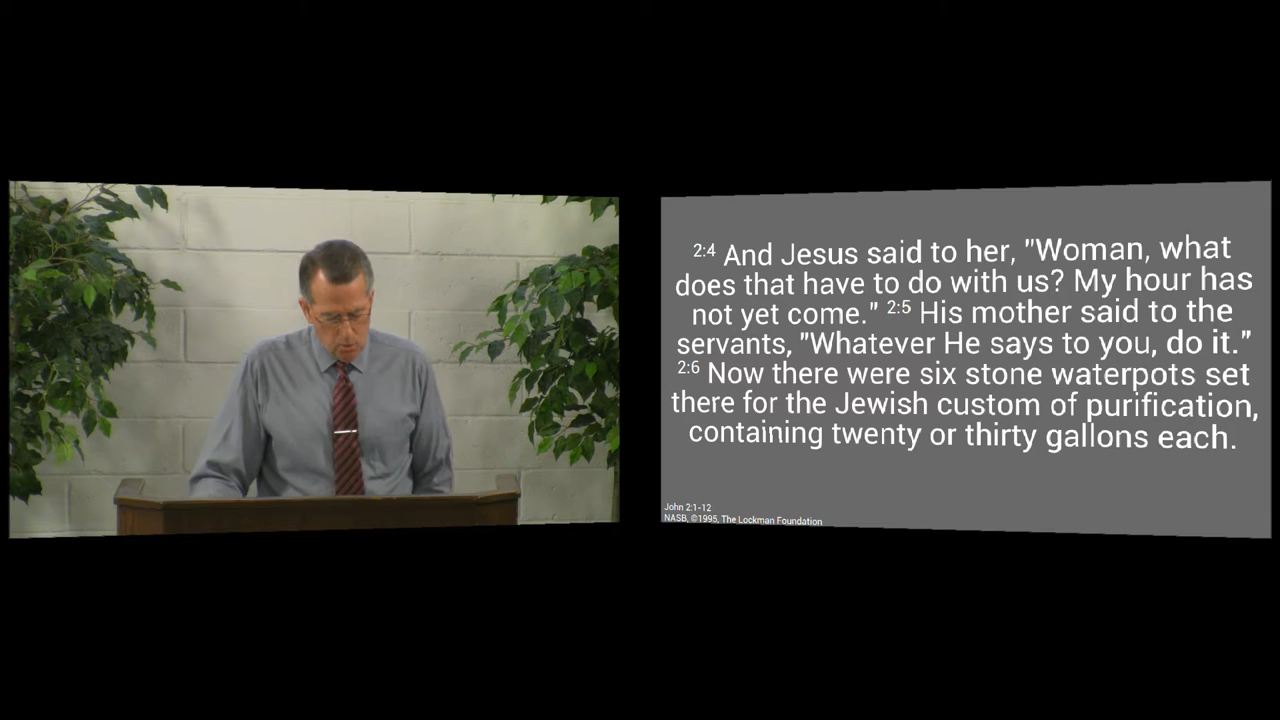 2:4 And Jesus said to her, "Woman, what
does that have to do with us? My hour has
not yet come." 2:5 His mother said to the
servants, "Whatever He says to you, do it."
2:6 Now there were six stone waterpots set
there for the Jewish custom of purification,
containing twenty or thirty gallons each.
John 2:1-12
NASB, ©1995, The Lockman Foundation